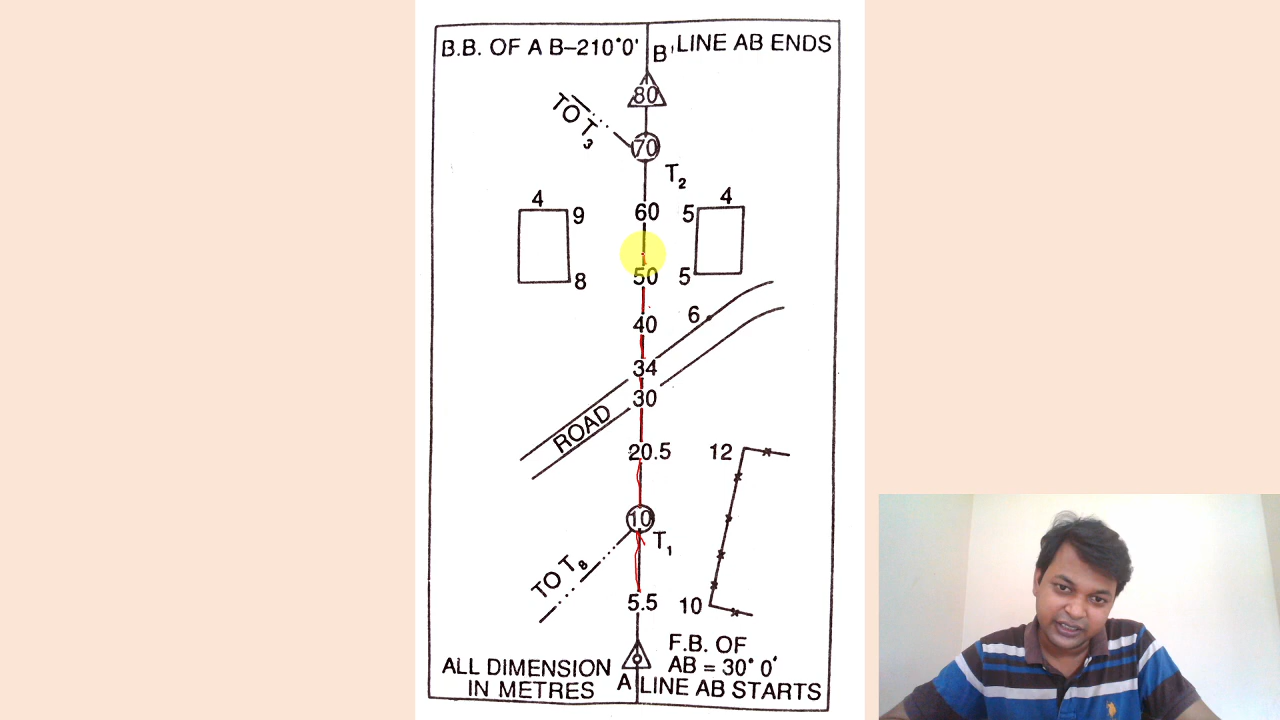 B.B. OF A B–210°0'
B'
LINE AB ENDS
80
TO T3
70
T2
4
9
60
5
4
8
50
5
40
6
34
30
ROAD
20.5
12
10
T1
TO T8
5.5
10
F.B. OF
AB = 30° 0'
ALL DIMENSION
IN METRES
A
LINE AB STARTS